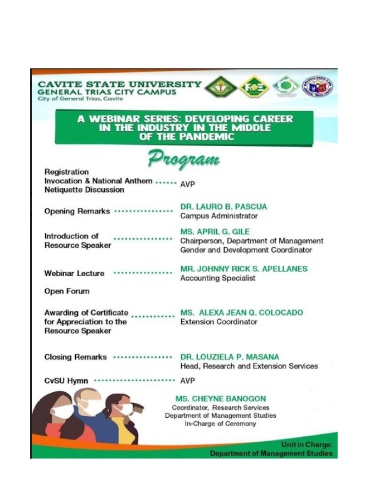 CAVITE STATE UNIVERSITY
GENERAL TRIAS CITY CAMPUS
City of General Trias, Cavite
A WEBINAR SERIES: DEVELOPING CAREER
IN THE INDUSTRY IN THE MIDDLE
OF THE PANDEMIC
Program
Registration
Invocation & National Anthem ...... AVP
Netiquette Discussion
Opening Remarks ................ DR. LAURO B. PASCUA
Campus Administrator
Introduction of ................ MS. APRIL G. GILE
Resource Speaker Chairperson, Department of Management
Gender and Development Coordinator
Webinar Lecture ................ MR. JOHNNY RICK S. APELLANES
Accounting Specialist
Open Forum
Awarding of Certificate ............ MS. ALEXA JEAN Q. COLOCADO
for Appreciation to the Extension Coordinator
Resource Speaker
Closing Remarks ................ DR. LOUZIELA P. MASANA
Head, Research and Extension Services
CvSU Hymn ...................... AVP
MS. CHEYNE BANOGON
Coordinator, Research Services
Department of Management Studies
In-Charge of Ceremony
Unit in Charge:
Department of Management Studies